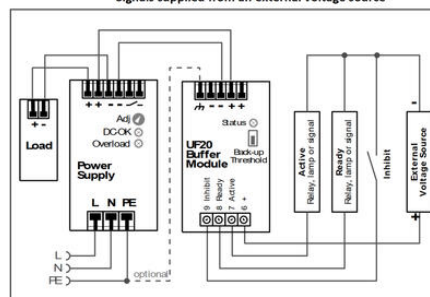 Signals supplied from an external voltage source
+ + - -
- - + +
+ -
Load
Adj
DC-OK
Overload
Power
Supply
L N PE
Status
Back-up
Threshold
UF20
Buffer
Module
9 Inhibit
8 Ready
7 Active
6 +
Active
Relay, lamp or signal
Ready
Relay, lamp or signal
Inhibit
External
Voltage Source
-
+
L
N
PE
optional